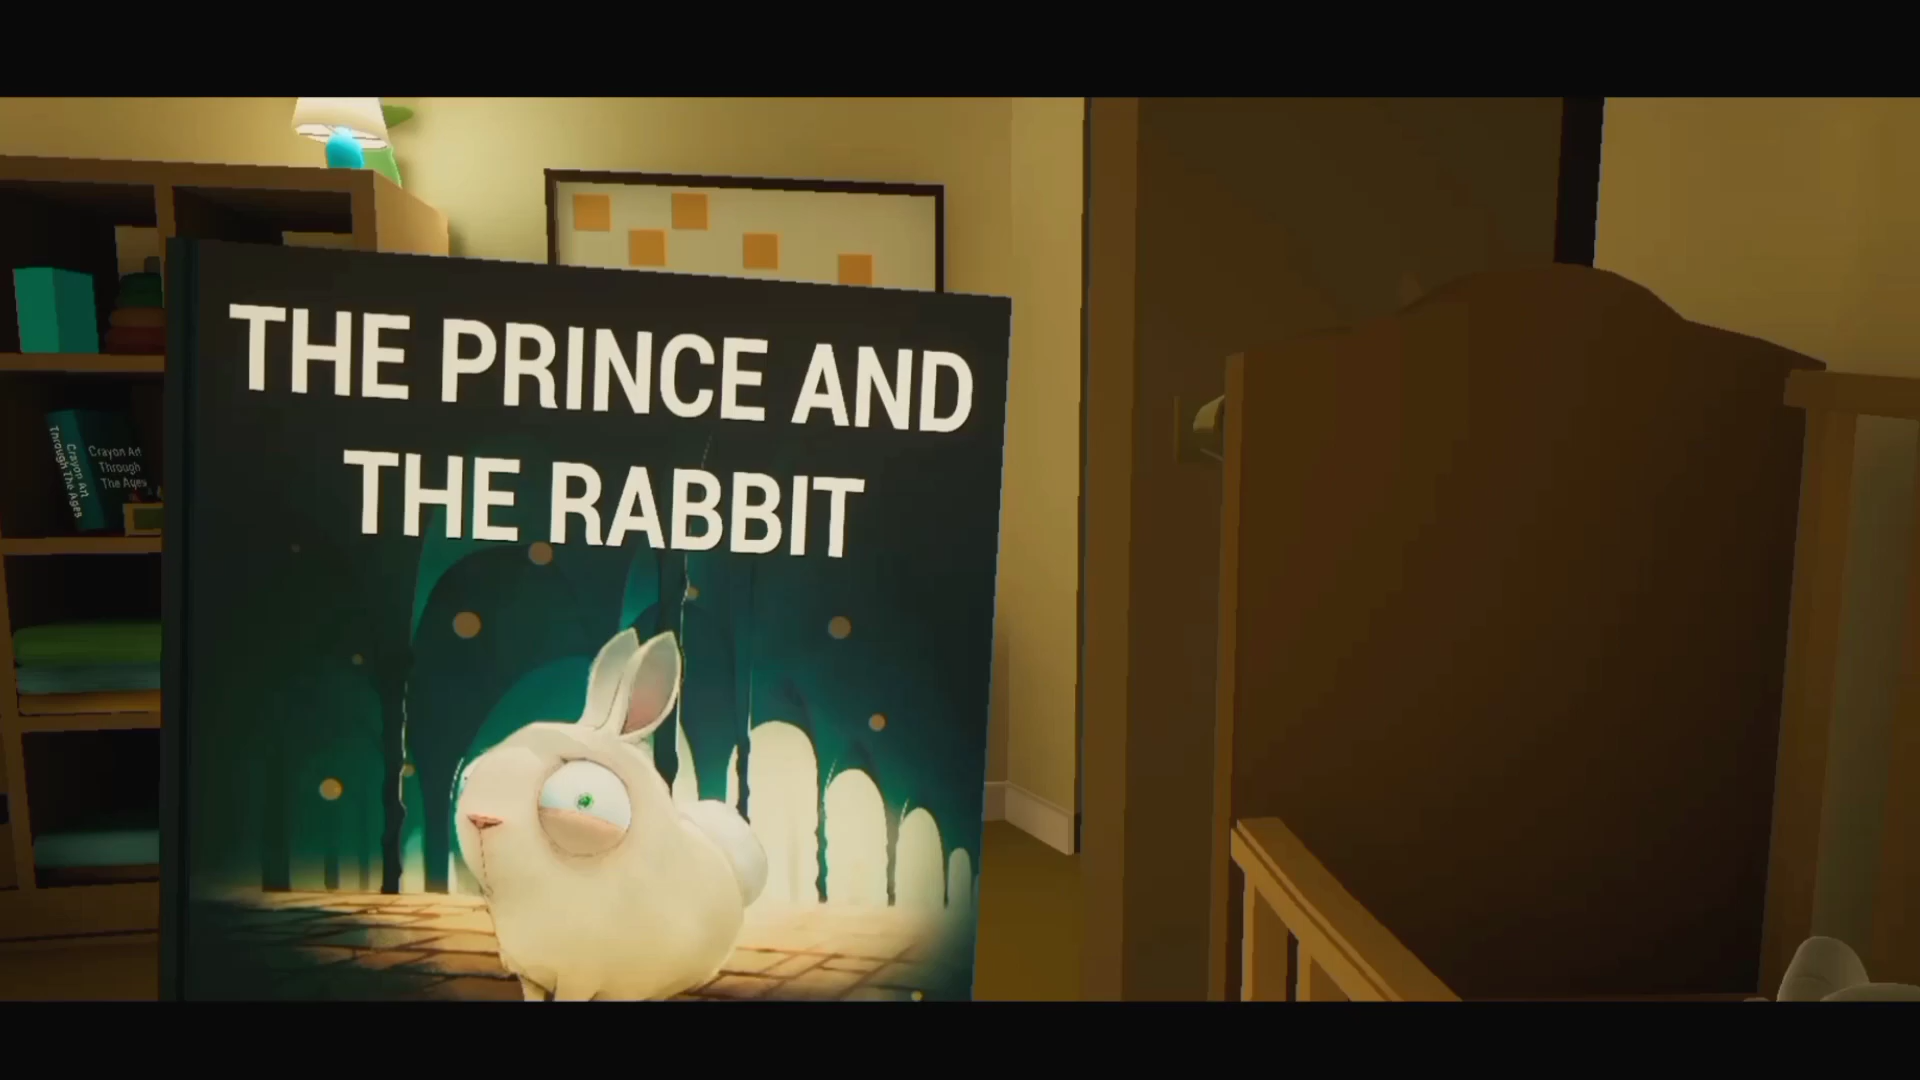 THE PRINCE AND
THE RABBIT
Crayon Art
Through The Ages
Crayon Art
Through
The Ages